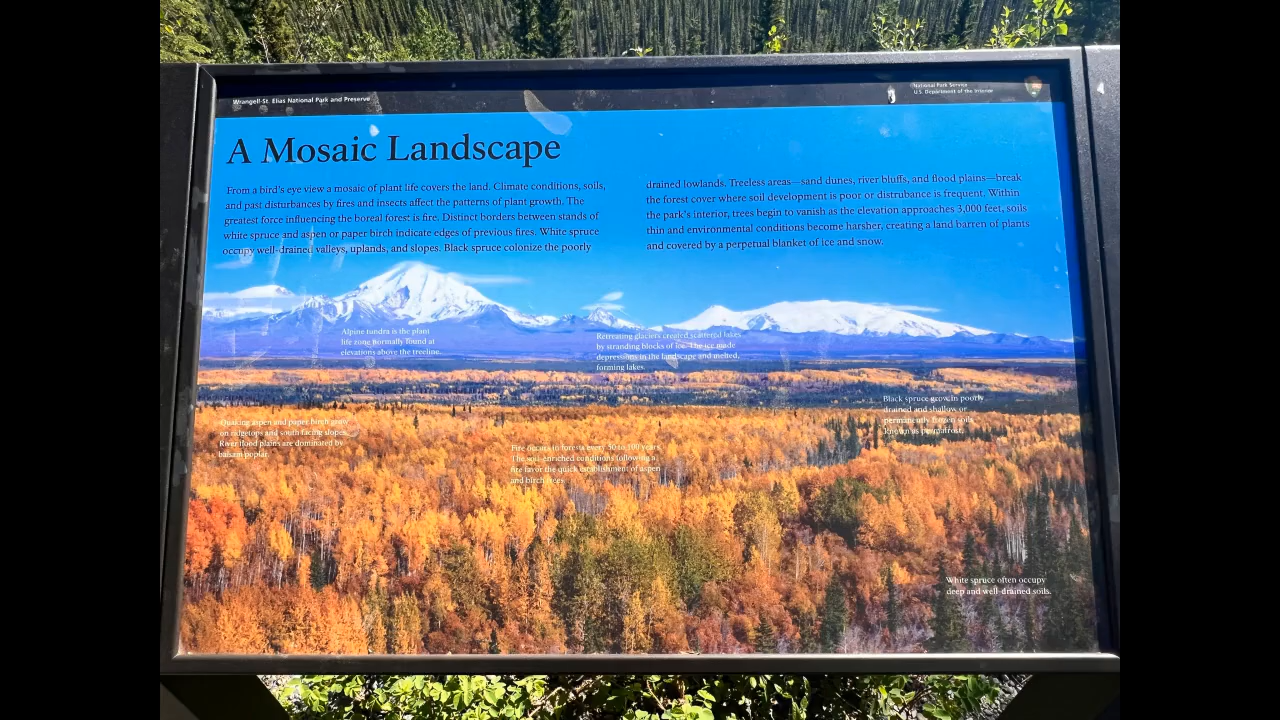 Wrangell-St. Elias National Park and Preserve
National Park Service
U.S. Department of the Interior
A Mosaic Landscape
From a bird's eye view a mosaic of plant life covers the land. Climate conditions, soils,
and past disturbances by fires and insects affect the patterns of plant growth. The
greatest force influencing the boreal forest is fire. Distinct borders between stands of
white spruce and aspen or paper birch indicate edges of previous fires. White spruce
occupy well-drained valleys, uplands, and slopes. Black spruce colonize the poorly
drained lowlands. Treeless areas—sand dunes, river bluffs, and flood plains—break
the forest cover where soil development is poor or distrubance is frequent. Within
the park's interior, trees begin to vanish as the elevation approaches 3,000 feet, soils
thin and environmental conditions become harsher, creating a land barren of plants
and covered by a perpetual blanket of ice and snow.
Alpine tundra is the plant
life zone normally found at
elevations above the treeline.
Retreating glaciers created scattered lakes
by stranding blocks of ice. The ice made
depressions in the landscape and melted,
forming lakes.
Black spruce grow in poorly
drained and shallow or
permanently frozen soils
known as permafrost.
Quaking aspen and paper birch grow
on ridgetops and south facing slopes.
River flood plains are dominated by
balsam poplar.
Fire occurs in forests every 50 to 100 years.
The soil-enriched conditions following a
fire favor the quick establishment of aspen
and birch trees.
White spruce often occupy
deep and well-drained soils.